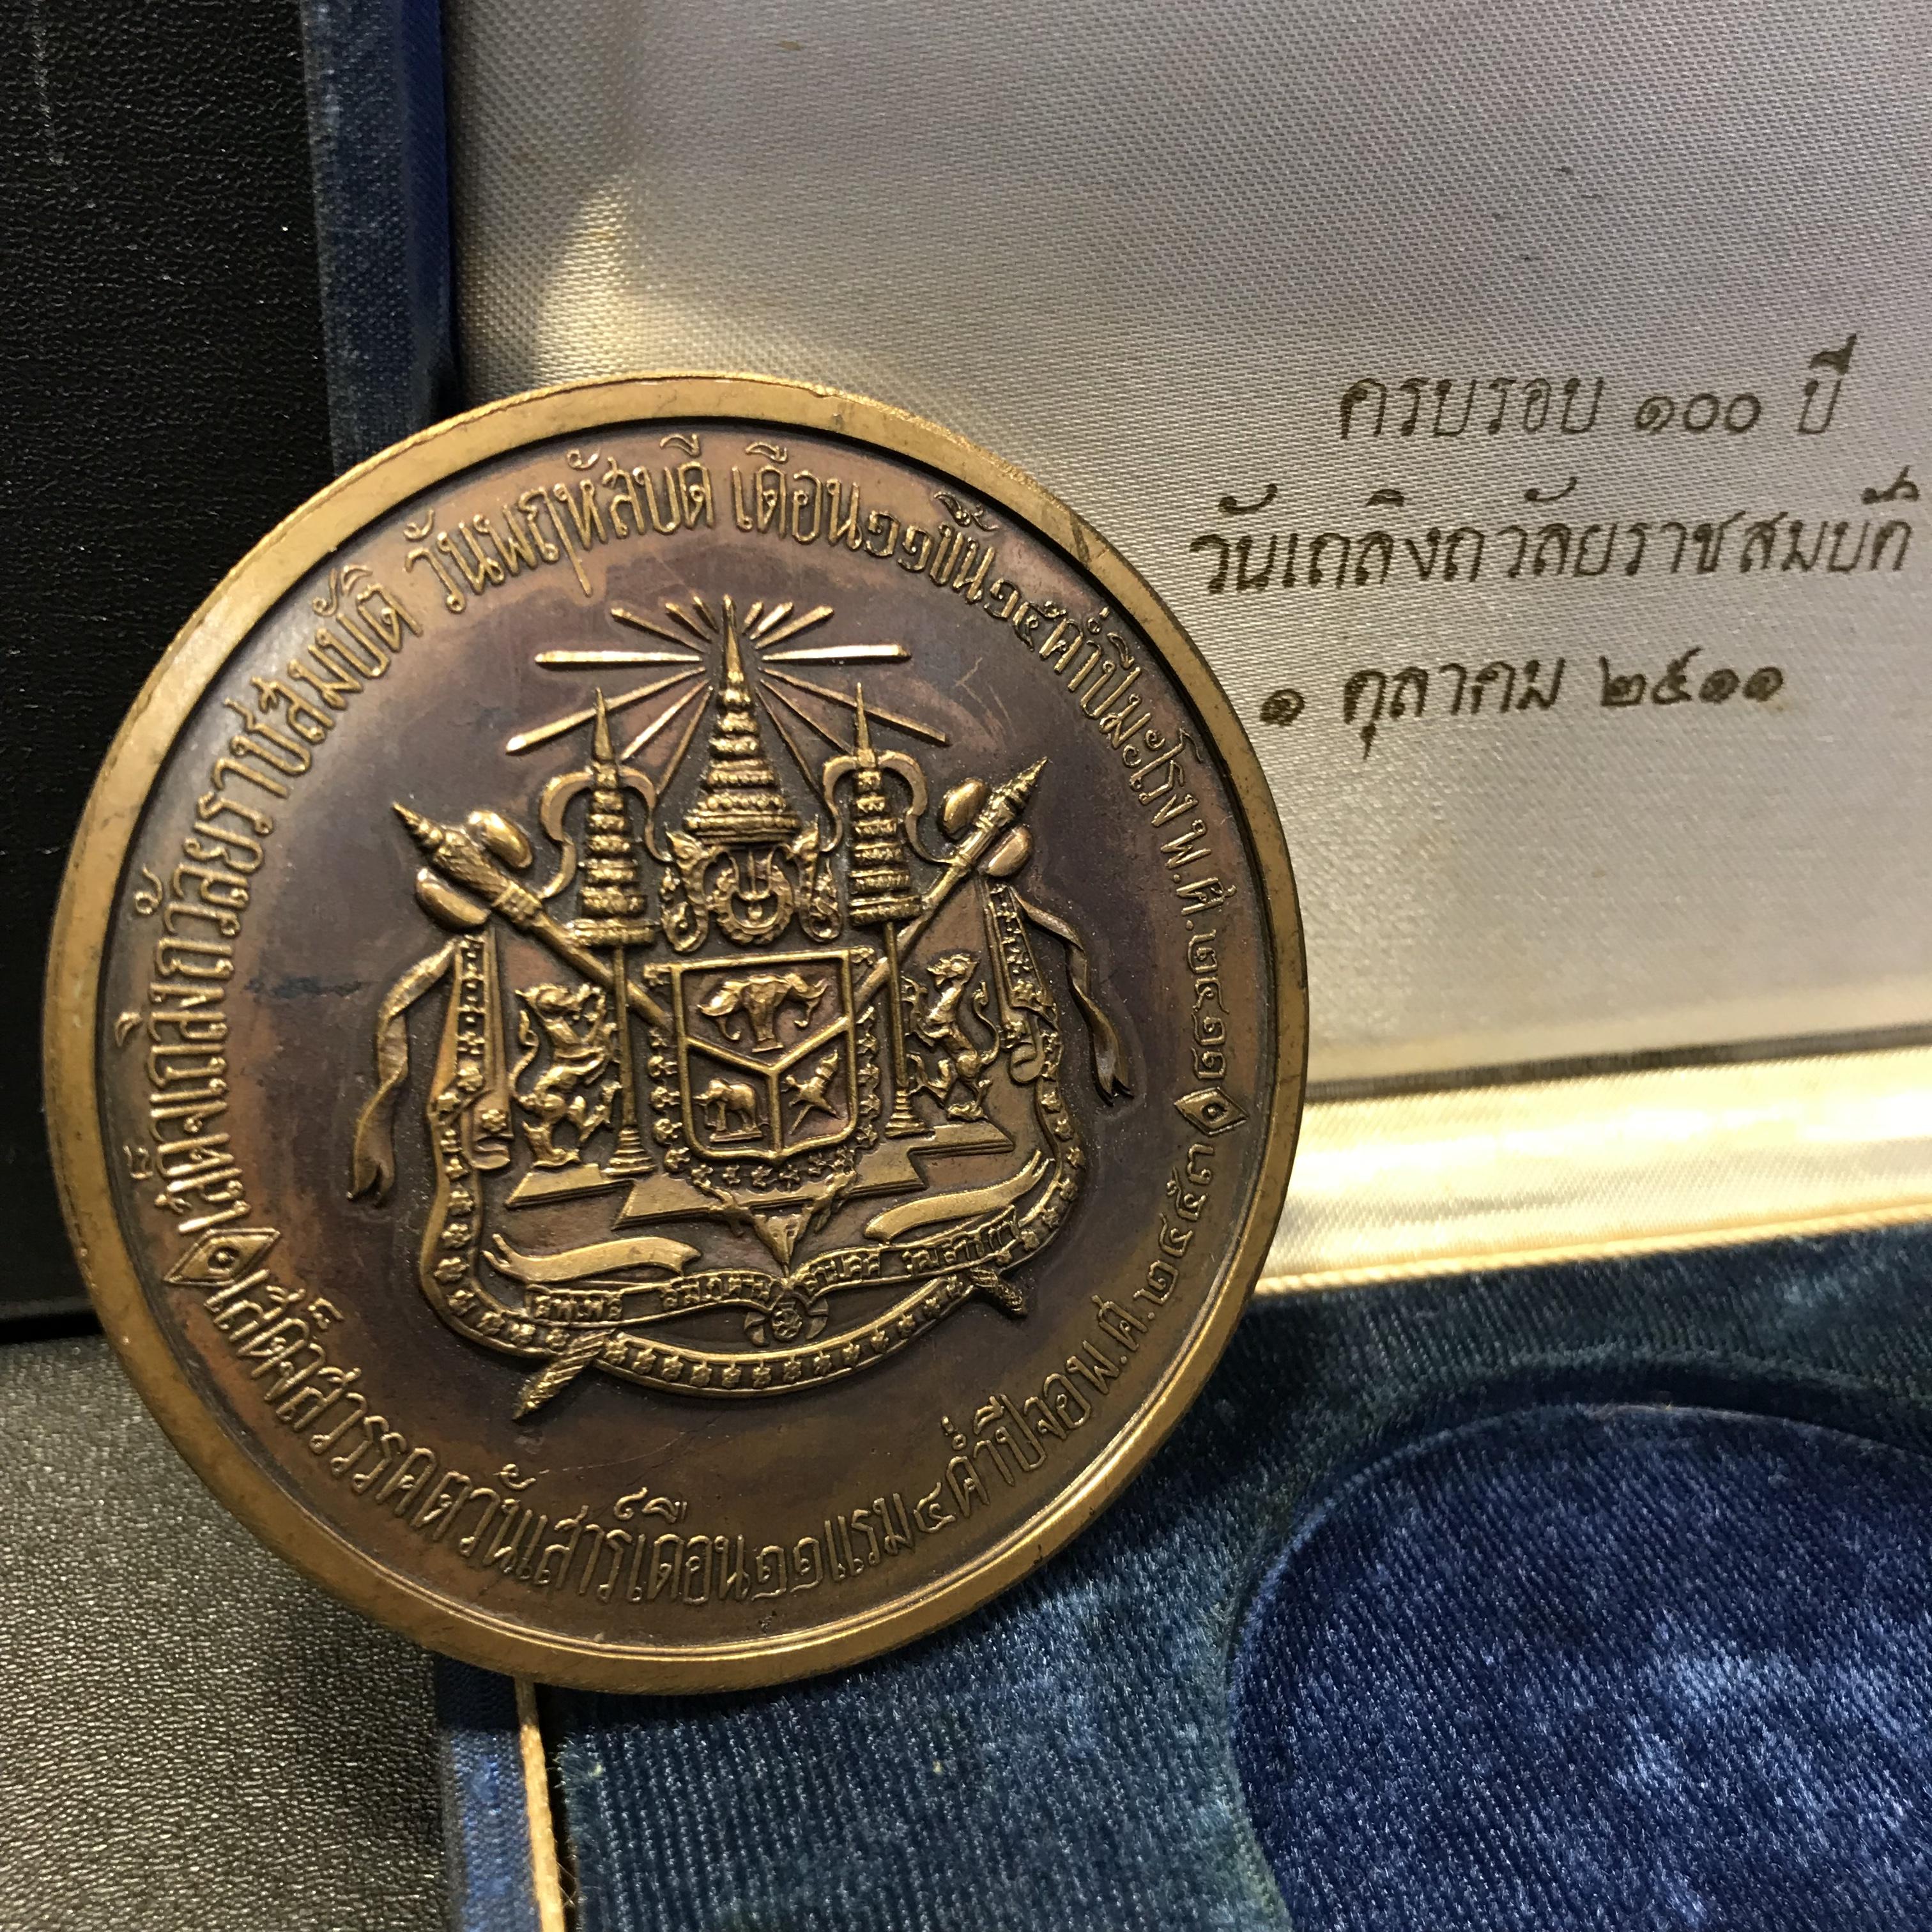 เสด็จเถลิงถวัลยราชสมบัติ วันพฤหัสบดี เดือน๑๑ขึ้น๑๕ค่ำปีมะโรงพ.ศ.๒๔๑๑
เสด็จสวรรคตวันเสาร์เดือน๑๑แรม๔ค่ำปีจอพ.ศ.๒๔๕๓
ครบรอบ ๑๐๐ ปี
วันเถลิงถวัลยราชสมบัติ
๑ ตุลาคม ๒๕๑๑